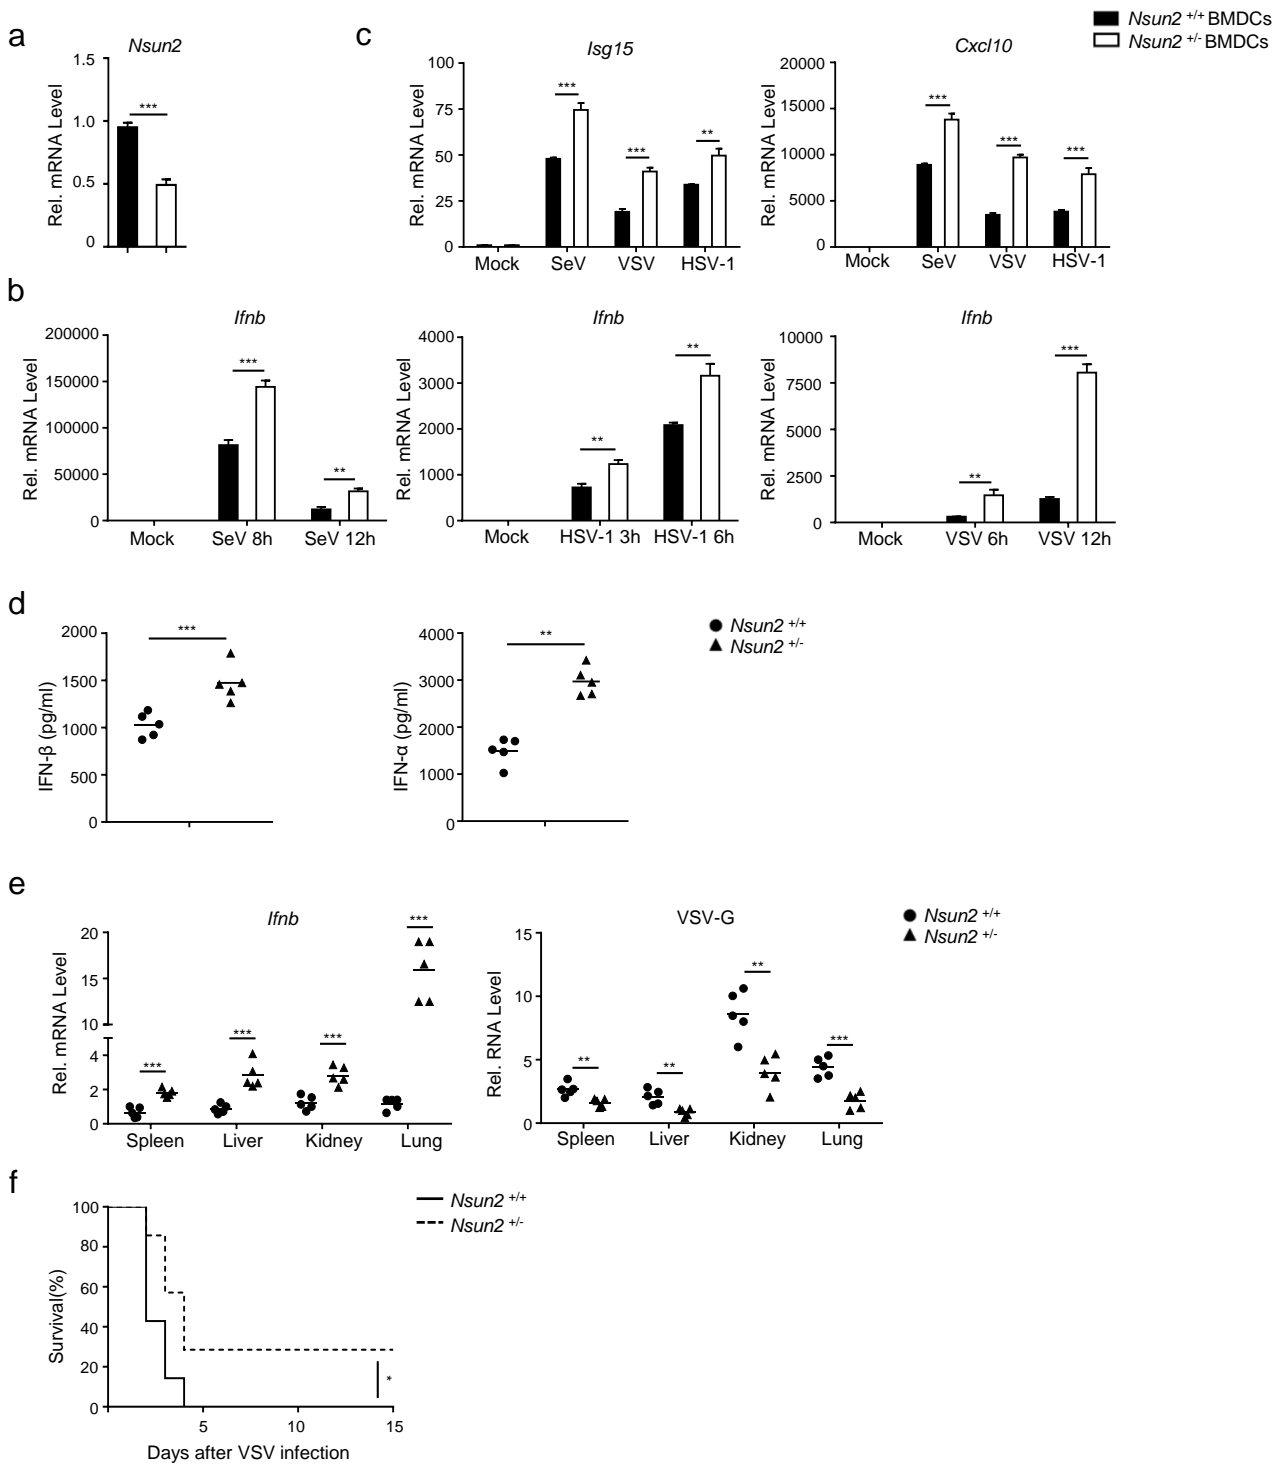 a
Nsun2
Rel. mRNA Level
1.5
1.0
0.5
0
***
c
Isg15
Rel. mRNA Level
100
75
50
25
0
***
***
**
Mock SeV VSV HSV-1
Cxcl10
Rel. mRNA Level
20000
15000
10000
5000
0
***
***
***
Mock SeV VSV HSV-1
Nsun2 +/+ BMDCs
Nsun2 +/- BMDCs
b
Ifnb
Rel. mRNA Level
200000
150000
100000
50000
0
***
**
Mock SeV 8h SeV 12h
Ifnb
Rel. mRNA Level
4000
3000
2000
1000
0
**
**
Mock HSV-1 3h HSV-1 6h
Ifnb
Rel. mRNA Level
10000
7500
5000
2500
0
**
***
Mock VSV 6h VSV 12h
d
IFN-β (pg/ml)
2000
1500
1000
500
0
***
IFN-α (pg/ml)
4000
3000
2000
1000
0
**
Nsun2 +/+
Nsun2 +/-
e
Ifnb
Rel. mRNA Level
20
15
10
4
2
0
***
***
***
***
Spleen Liver Kidney Lung
VSV-G
Rel. RNA Level
15
10
5
0
**
**
**
***
Spleen Liver Kidney Lung
Nsun2 +/+
Nsun2 +/-
f
Survival(%)
100
80
60
40
20
0
5 10 15
Days after VSV infection
*
Nsun2 +/+
Nsun2 +/-